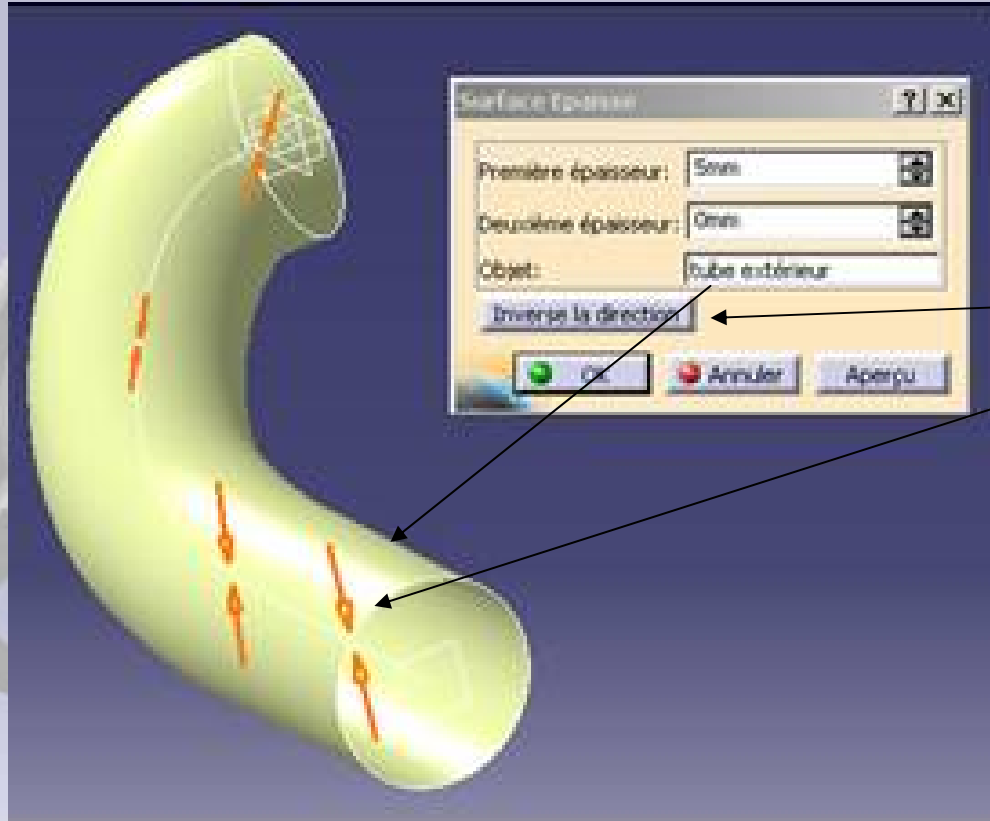 Surface Epaisse
? X
Première épaisseur: 5mm
Deuxième épaisseur: 0mm
Objet: tube extérieur
Inverse la direction
OK Annuler Aperçu